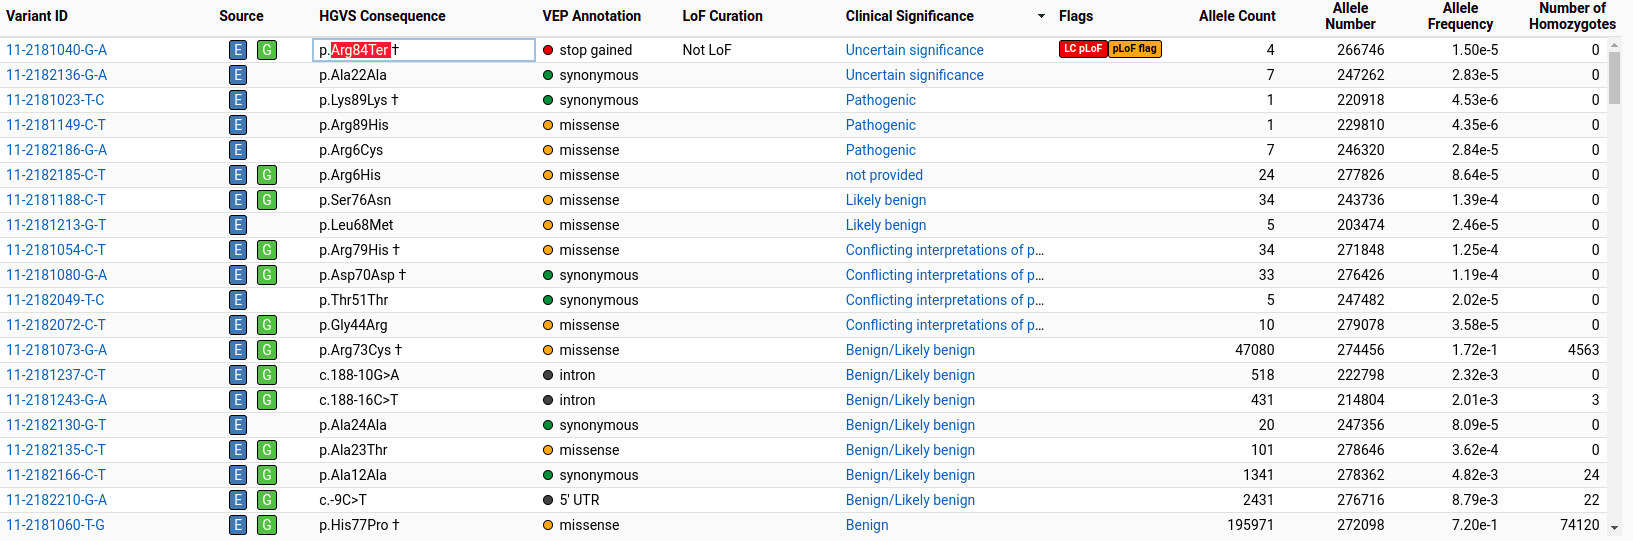 Variant ID Source HGVS Consequence VEP Annotation LoF Curation Clinical Significance Flags Allele Count Allele Number Allele Frequency Number of Homozygotes
11-2181040-G-A E G p.Arg84Ter † stop gained Not LoF Uncertain significance LC pLoF pLoF flag 4 266746 1.50e-5 0
11-2182136-G-A E p.Ala22Ala synonymous Uncertain significance 7 247262 2.83e-5 0
11-2181023-T-C E p.Lys89Lys † synonymous Pathogenic 1 220918 4.53e-6 0
11-2181149-C-T E p.Arg89His missense Pathogenic 1 229810 4.35e-6 0
11-2182186-G-A E p.Arg6Cys missense Pathogenic 7 246320 2.84e-5 0
11-2182185-C-T E G p.Arg6His missense not provided 24 277826 8.64e-5 0
11-2181188-C-T E G p.Ser76Asn missense Likely benign 34 243736 1.39e-4 0
11-2181213-G-T E p.Leu68Met missense Likely benign 5 203474 2.46e-5 0
11-2181054-C-T E G p.Arg79His † missense Conflicting interpretations of p... 34 271848 1.25e-4 0
11-2181080-G-A E G p.Asp70Asp † synonymous Conflicting interpretations of p... 33 276426 1.19e-4 0
11-2182049-T-C E p.Thr51Thr synonymous Conflicting interpretations of p... 5 247482 2.02e-5 0
11-2182072-C-T E G p.Gly44Arg missense Conflicting interpretations of p... 10 279078 3.58e-5 0
11-2181073-G-A E G p.Arg73Cys † missense Benign/Likely benign 47080 274456 1.72e-1 4563
11-2181237-C-T E G c.188-10G>A intron Benign/Likely benign 518 222798 2.32e-3 0
11-2181243-G-A E G c.188-16C>T intron Benign/Likely benign 431 214804 2.01e-3 3
11-2182130-G-T E p.Ala24Ala synonymous Benign/Likely benign 20 247356 8.09e-5 0
11-2182135-C-T E G p.Ala23Thr missense Benign/Likely benign 101 278646 3.62e-4 0
11-2182166-C-T E G p.Ala12Ala synonymous Benign/Likely benign 1341 278362 4.82e-3 24
11-2182210-G-A E G c.-9C>T 5' UTR Benign/Likely benign 2431 276716 8.79e-3 22
11-2181060-T-G E G p.His77Pro † missense Benign 195971 272098 7.20e-1 74120